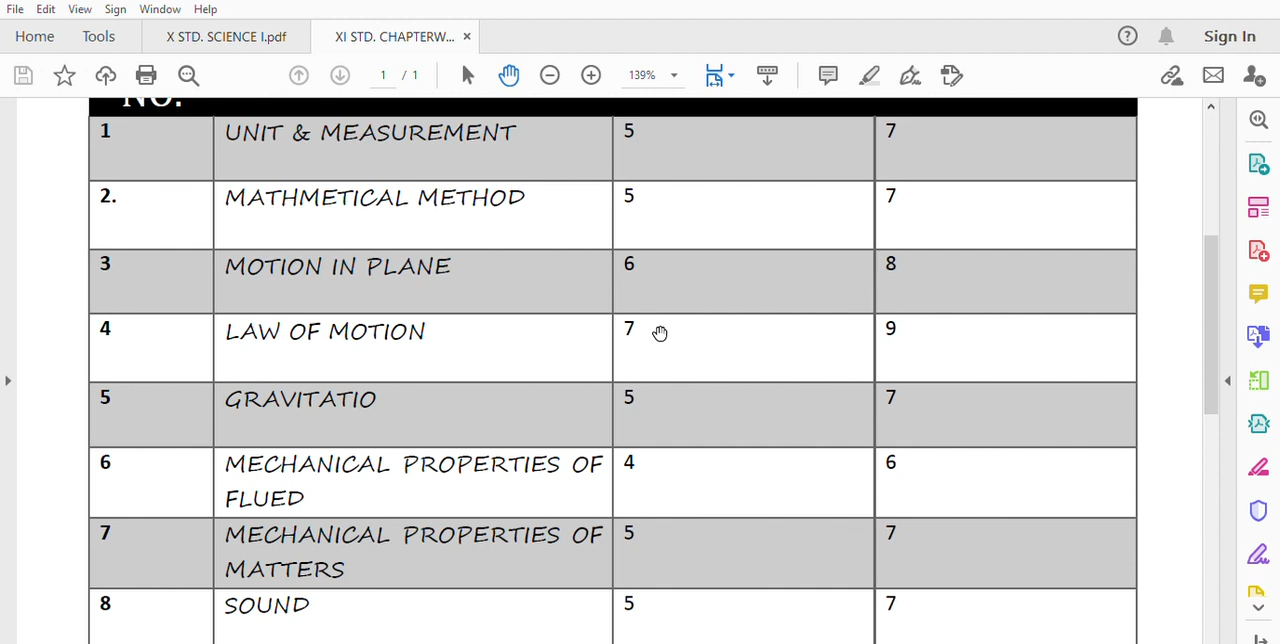 File Edit View Sign Window Help
Home Tools X STD. SCIENCE I.pdf XI STD. CHAPTERW... × Sign In
1 / 1 139%
NO.
1 UNIT & MEASUREMENT 5 7
2. MATHMETICAL METHOD 5 7
3 MOTION IN PLANE 6 8
4 LAW OF MOTION 7 9
5 GRAVITATIO 5 7
6 MECHANICAL PROPERTIES OF 4 6
FLUED
7 MECHANICAL PROPERTIES OF 5 7
MATTERS
8 SOUND 5 7